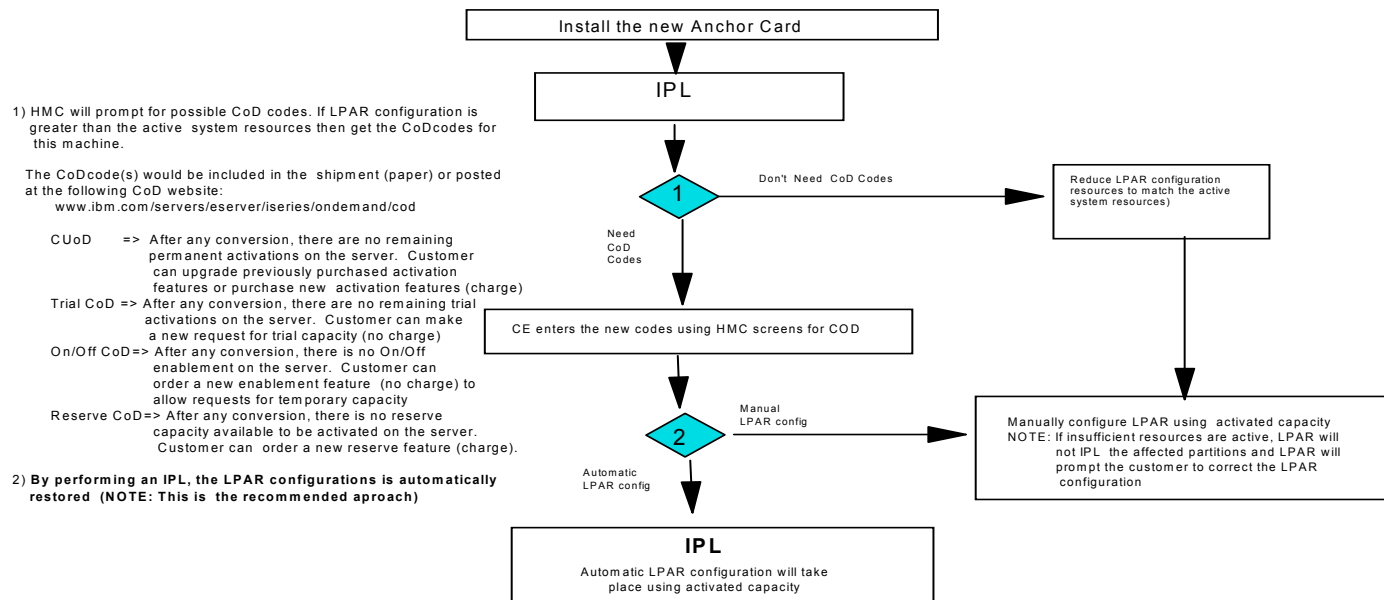 Install the new Anchor Card
IPL
1) HMC will prompt for possible CoD codes. If LPAR configuration is
greater than the active system resources then get the CoDcodes for
this machine.
The CoDcode(s) would be included in the shipment (paper) or posted
at the following CoD website:
www.ibm.com/servers/eserver/iseries/ondemand/cod
CUoD => After any conversion, there are no remaining
permanent activations on the server. Customer
can upgrade previously purchased activation
features or purchase new activation features (charge)
Trial CoD => After any conversion, there are no remaining trial
activations on the server. Customer can make
a new request for trial capacity (no charge)
On/Off CoD=> After any conversion, there is no On/Off
enablement on the server. Customer can
order a new enablement feature (no charge) to
allow requests for temporary capacity
Reserve CoD=> After any conversion, there is no reserve
capacity available to be activated on the server.
Customer can order a new reserve feature (charge).
2) By performing an IPL, the LPAR configurations is automatically
restored (NOTE: This is the recommended aproach)
1
Don't Need CoD Codes
Reduce LPAR configuration
resources to match the active
system resources)
Need
CoD
Codes
CE enters the new codes using HMC screens for COD
2
Manual
LPAR config
Manually configure LPAR using activated capacity
NOTE: If insufficient resources are active, LPAR will
not IPL the affected partitions and LPAR will
prompt the customer to correct the LPAR
configuration
Automatic
LPAR config
IPL
Automatic LPAR configuration will take
place using activated capacity